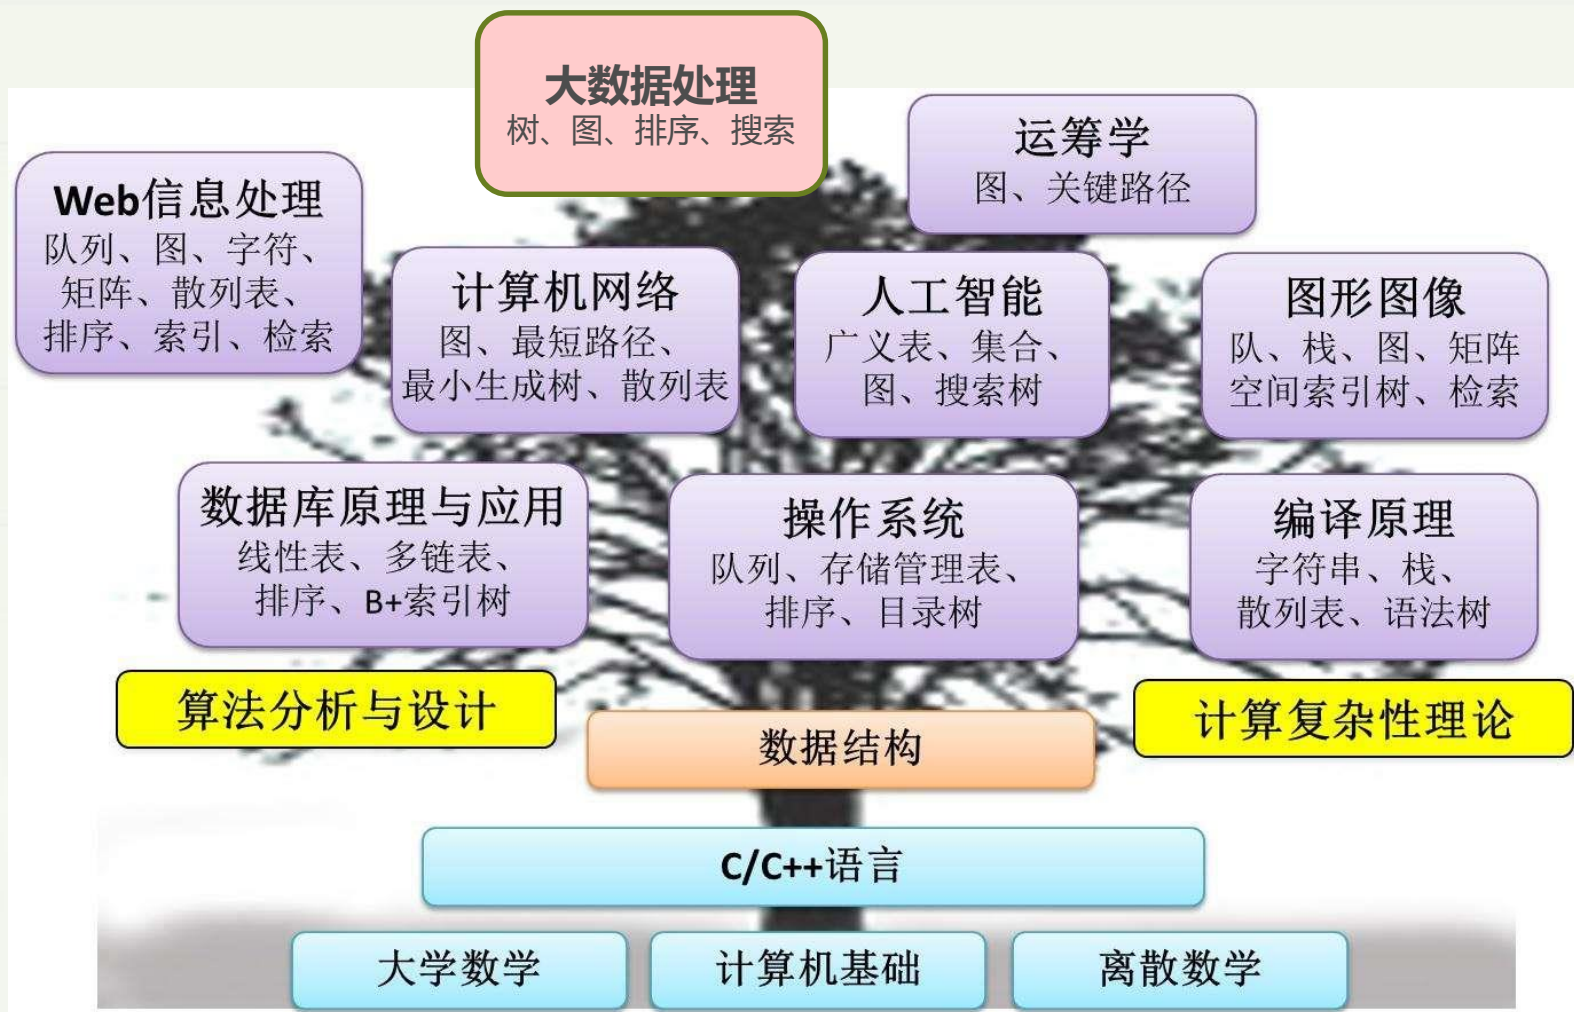 大数据处理
树、图、排序、搜索
运筹学
图、关键路径
Web信息处理
队列、图、字符、
矩阵、散列表、
排序、索引、检索
计算机网络
图、最短路径、
最小生成树、散列表
人工智能
广义表、集合、
图、搜索树
图形图像
队、栈、图、矩阵
空间索引树、检索
数据库原理与应用
线性表、多链表、
排序、B+索引树
操作系统
队列、存储管理表、
排序、目录树
编译原理
字符串、栈、
散列表、语法树
算法分析与设计
数据结构
计算复杂性理论
C/C++语言
大学数学
计算机基础
离散数学